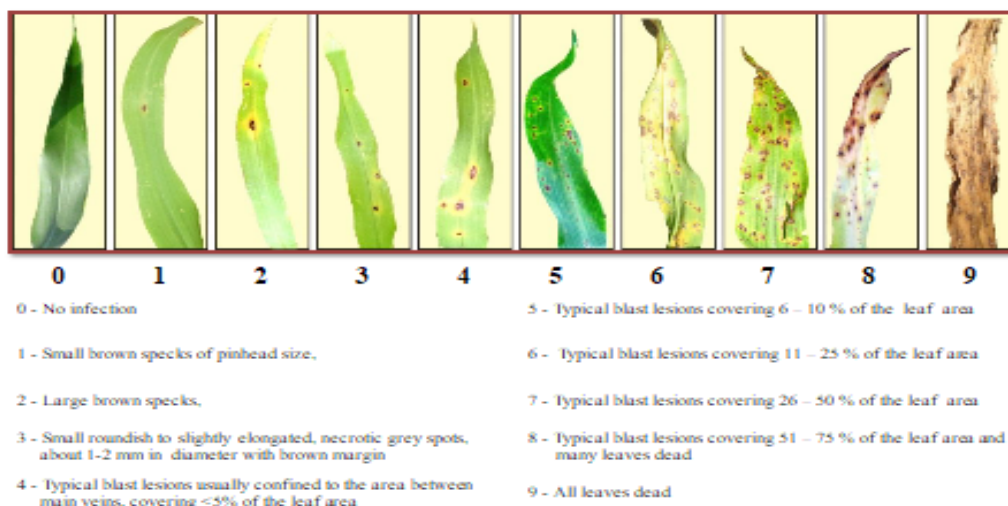 0 1 2 3 4 5 6 7 8 9
0 - No infection
1 - Small brown specks of pinhead size,
2 - Large brown specks,
3 - Small roundish to slightly elongated, necrotic grey spots,
about 1-2 mm in diameter with brown margin
4 - Typical blast lesions usually confined to the area between
main veins, covering <5% of the leaf area
5 - Typical blast lesions covering 6 – 10 % of the leaf area
6 - Typical blast lesions covering 11 – 25 % of the leaf area
7 - Typical blast lesions covering 26 – 50 % of the leaf area
8 - Typical blast lesions covering 51 – 75 % of the leaf area and
many leaves dead
9 - All leaves dead